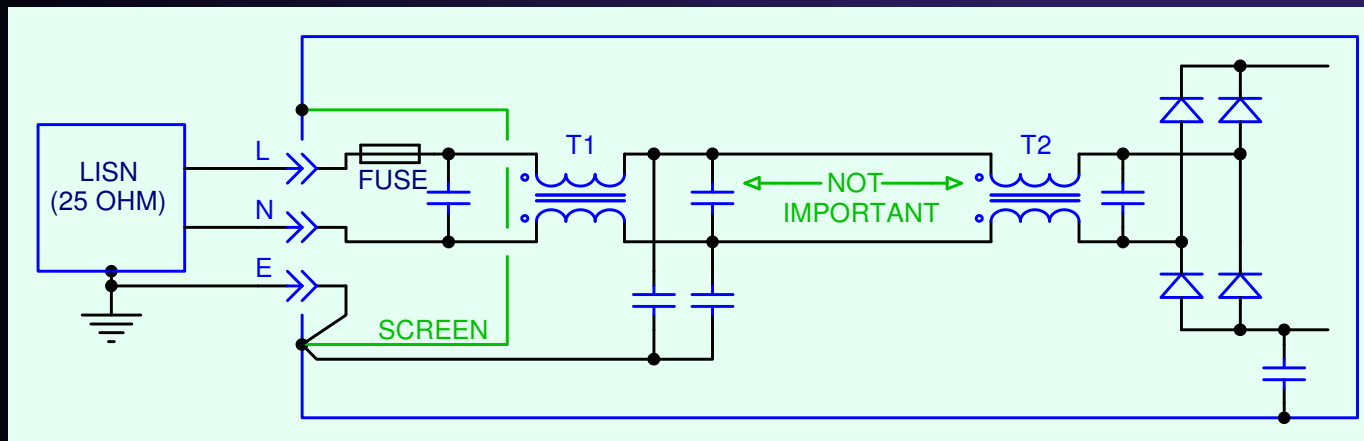 LISN
(25 OHM)
L
N
E
FUSE
SCREEN
T1
NOT
IMPORTANT
T2